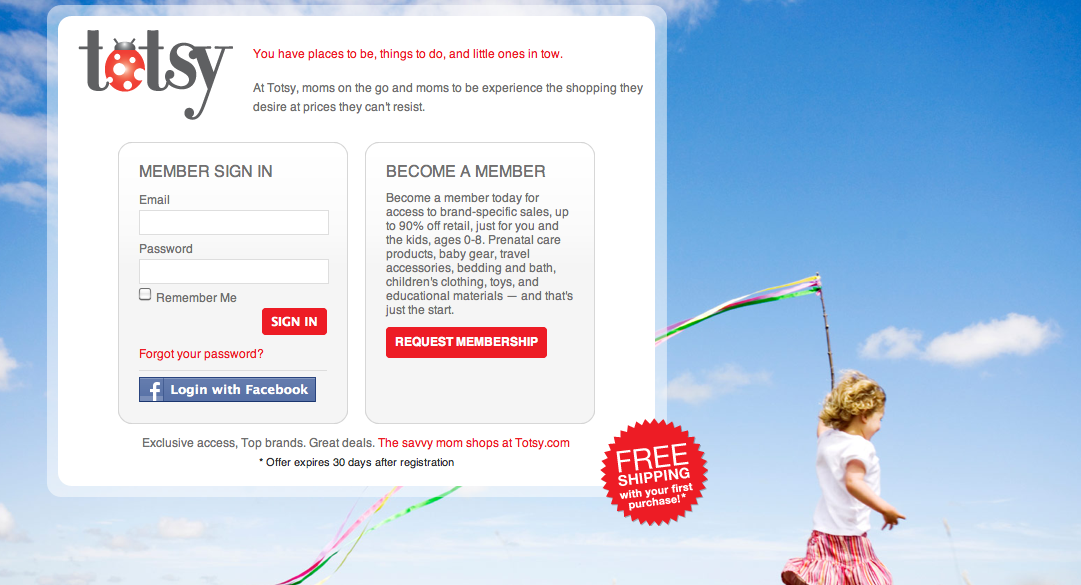 totsy
You have places to be, things to do, and little ones in tow.
At Totsy, moms on the go and moms to be experience the shopping they
desire at prices they can't resist.
MEMBER SIGN IN
Email
Password
Remember Me
SIGN IN
Forgot your password?
f Login with Facebook
BECOME A MEMBER
Become a member today for
access to brand-specific sales, up
to 90% off retail, just for you and
the kids, ages 0-8. Prenatal care
products, baby gear, travel
accessories, bedding and bath,
children's clothing, toys, and
educational materials — and that's
just the start.
REQUEST MEMBERSHIP
Exclusive access, Top brands. Great deals. The savvy mom shops at Totsy.com
* Offer expires 30 days after registration
FREE
SHIPPING
with your first
purchase!*